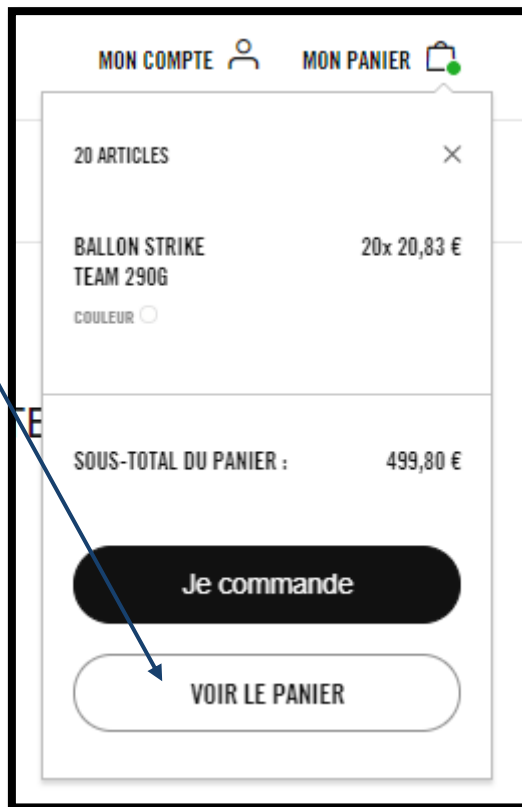 MON COMPTE MON PANIER
20 ARTICLES
BALLON STRIKE 20x 20,83 €
TEAM 290G
COULEUR
TE
SOUS-TOTAL DU PANIER : 499,80 €
Je commande
VOIR LE PANIER